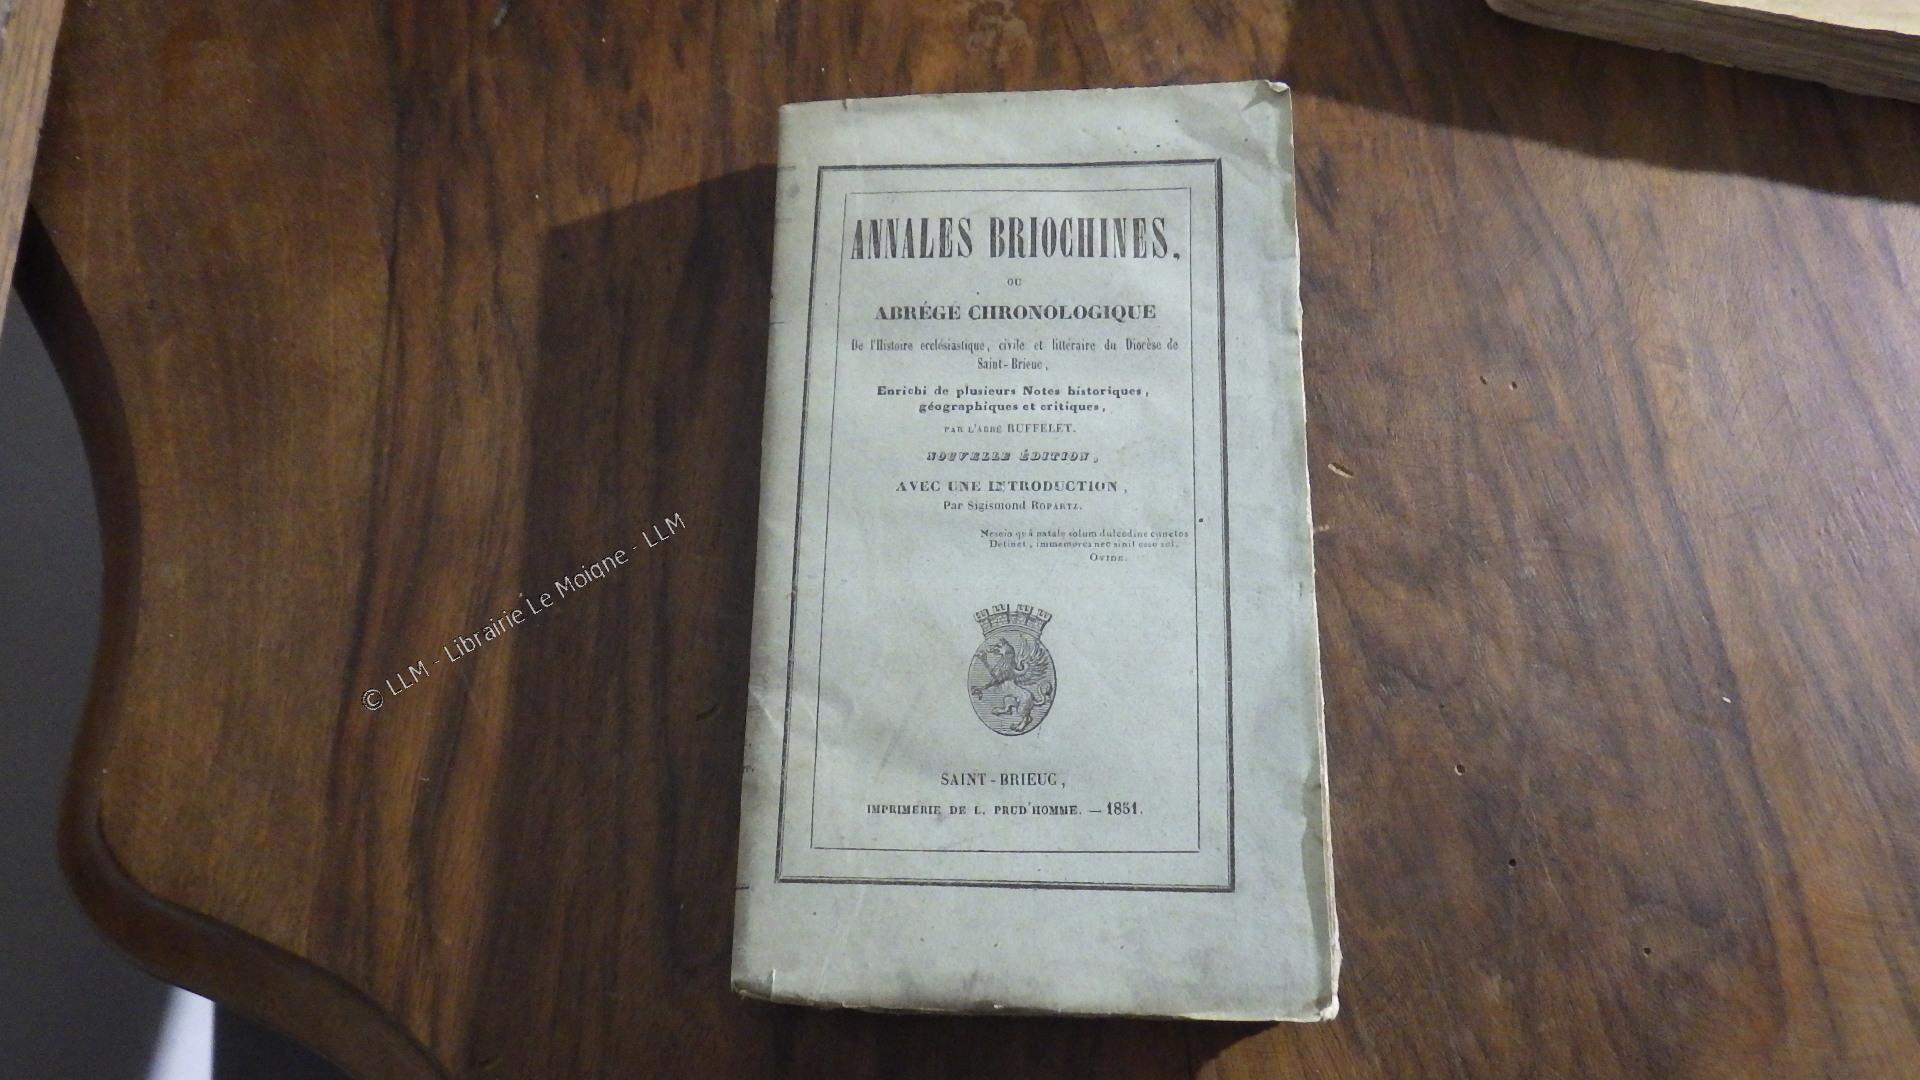 ANNALES BRIOCHINES,
OU
ABRÉGÉ CHRONOLOGIQUE
De l'Histoire ecclésiastique, civile et littéraire du Diocèse de
Saint-Brieuc,
Enrichi de plusieurs Notes historiques,
géographiques et critiques,
PAR L'ABBÉ RUFFELET.
NOUVELLE ÉDITION,
AVEC UNE INTRODUCTION,
Par Sigismond ROPARTZ.
Nescio quâ natale solum dulcedine cunctos
Detinet, immemores nec sinit esse sui.
OVIDE.
SAINT-BRIEUC,
IMPRIMERIE DE L. PRUD'HOMME. — 1851.
© LLM - Librairie Le Moigne - LLM